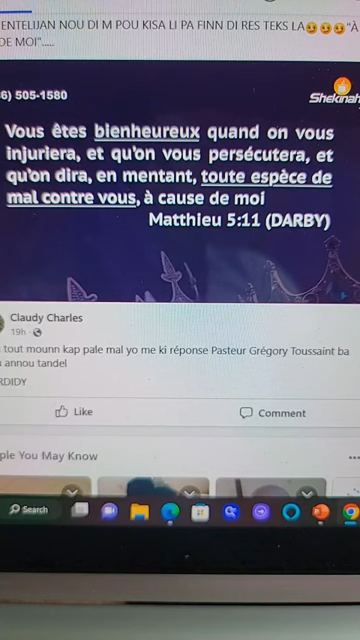 ENTELIJAN NOU DI M POU KISA LI PA FINN DI RES TEKS LA😏😏😏"À
DE MOI".....
6) 505-1580
Shekinah
Vous êtes bienheureux quand on vous
injuriera, et qu'on vous persécutera, et
qu'on dira, en mentant, toute espèce de
mal contre vous, à cause de moi
Matthieu 5:11 (DARBY)
Claudy Charles
19h
tout mounn kap pale mal yo me ki réponse Pasteur Grégory Toussaint ba
annou tandel
RDIDY
Like
Comment
ple You May Know
Search